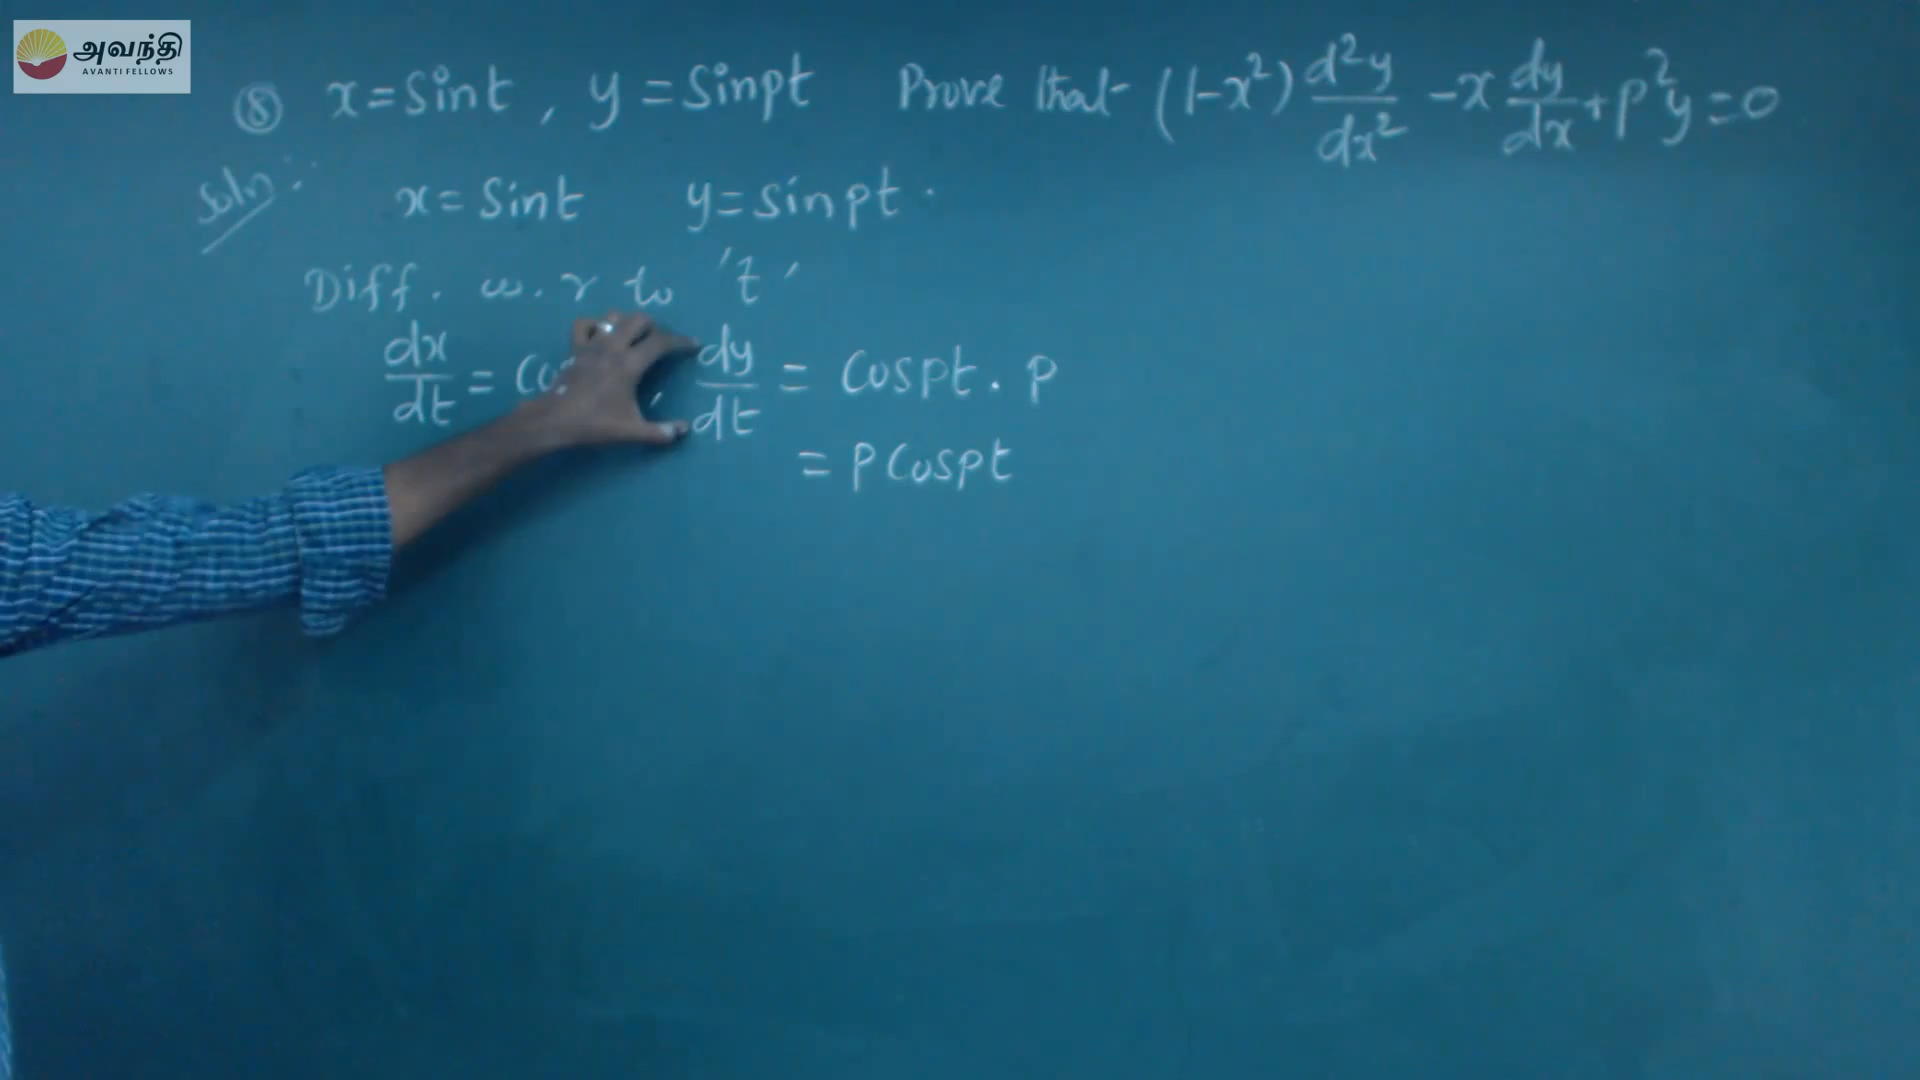 அவந்தி
AVANTI FELLOWS
⑧ x = Sint , y = Sinpt Prove that (1-x²) d²y/dx² - x dy/dx + p²y = 0
Soln: x = Sint y = sinpt .
Diff . w.r to 't'
dx/dt = , dy/dt = Cospt . p
= P Cospt